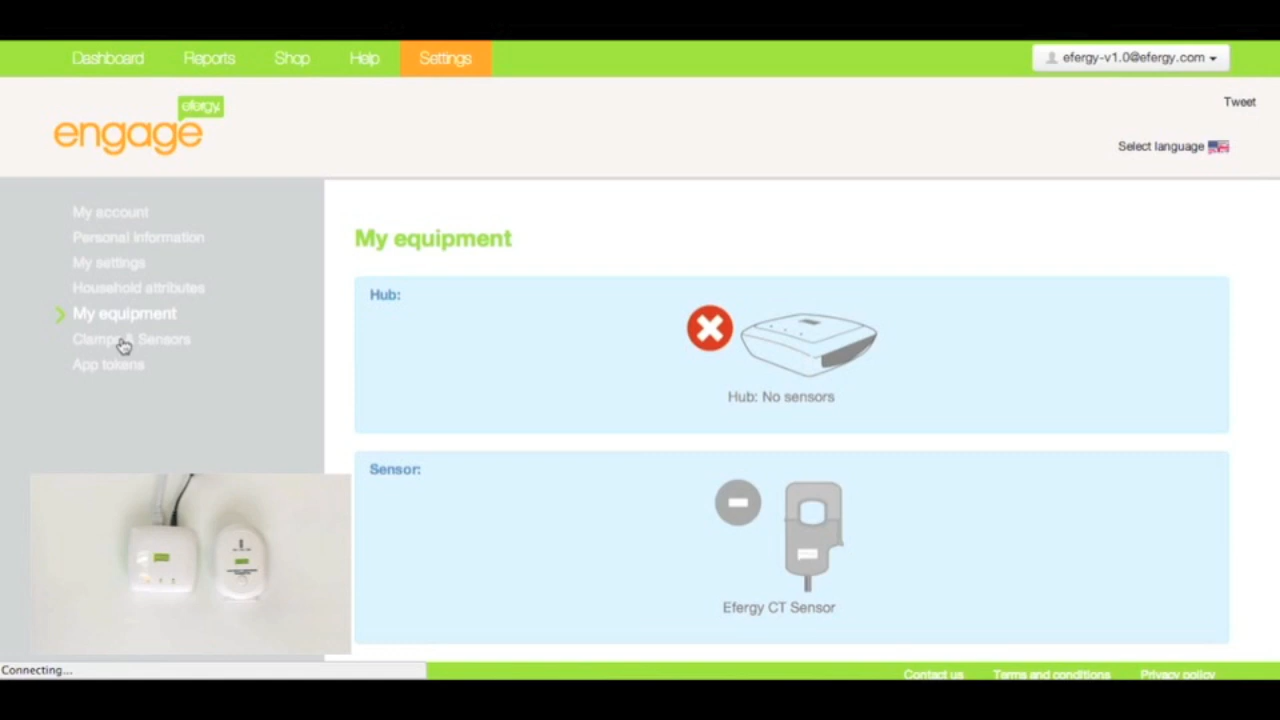 Dashboard Reports Shop Help Settings efergy-v1.0@efergy.com
efergy
engage
Tweet
Select language
My account
Personal information
My settings
Household attributes
My equipment
Clamps & Sensors
App tokens
My equipment
Hub:
Hub: No sensors
Sensor:
Efergy CT Sensor
Connecting...
Contact us Terms and conditions Privacy policy